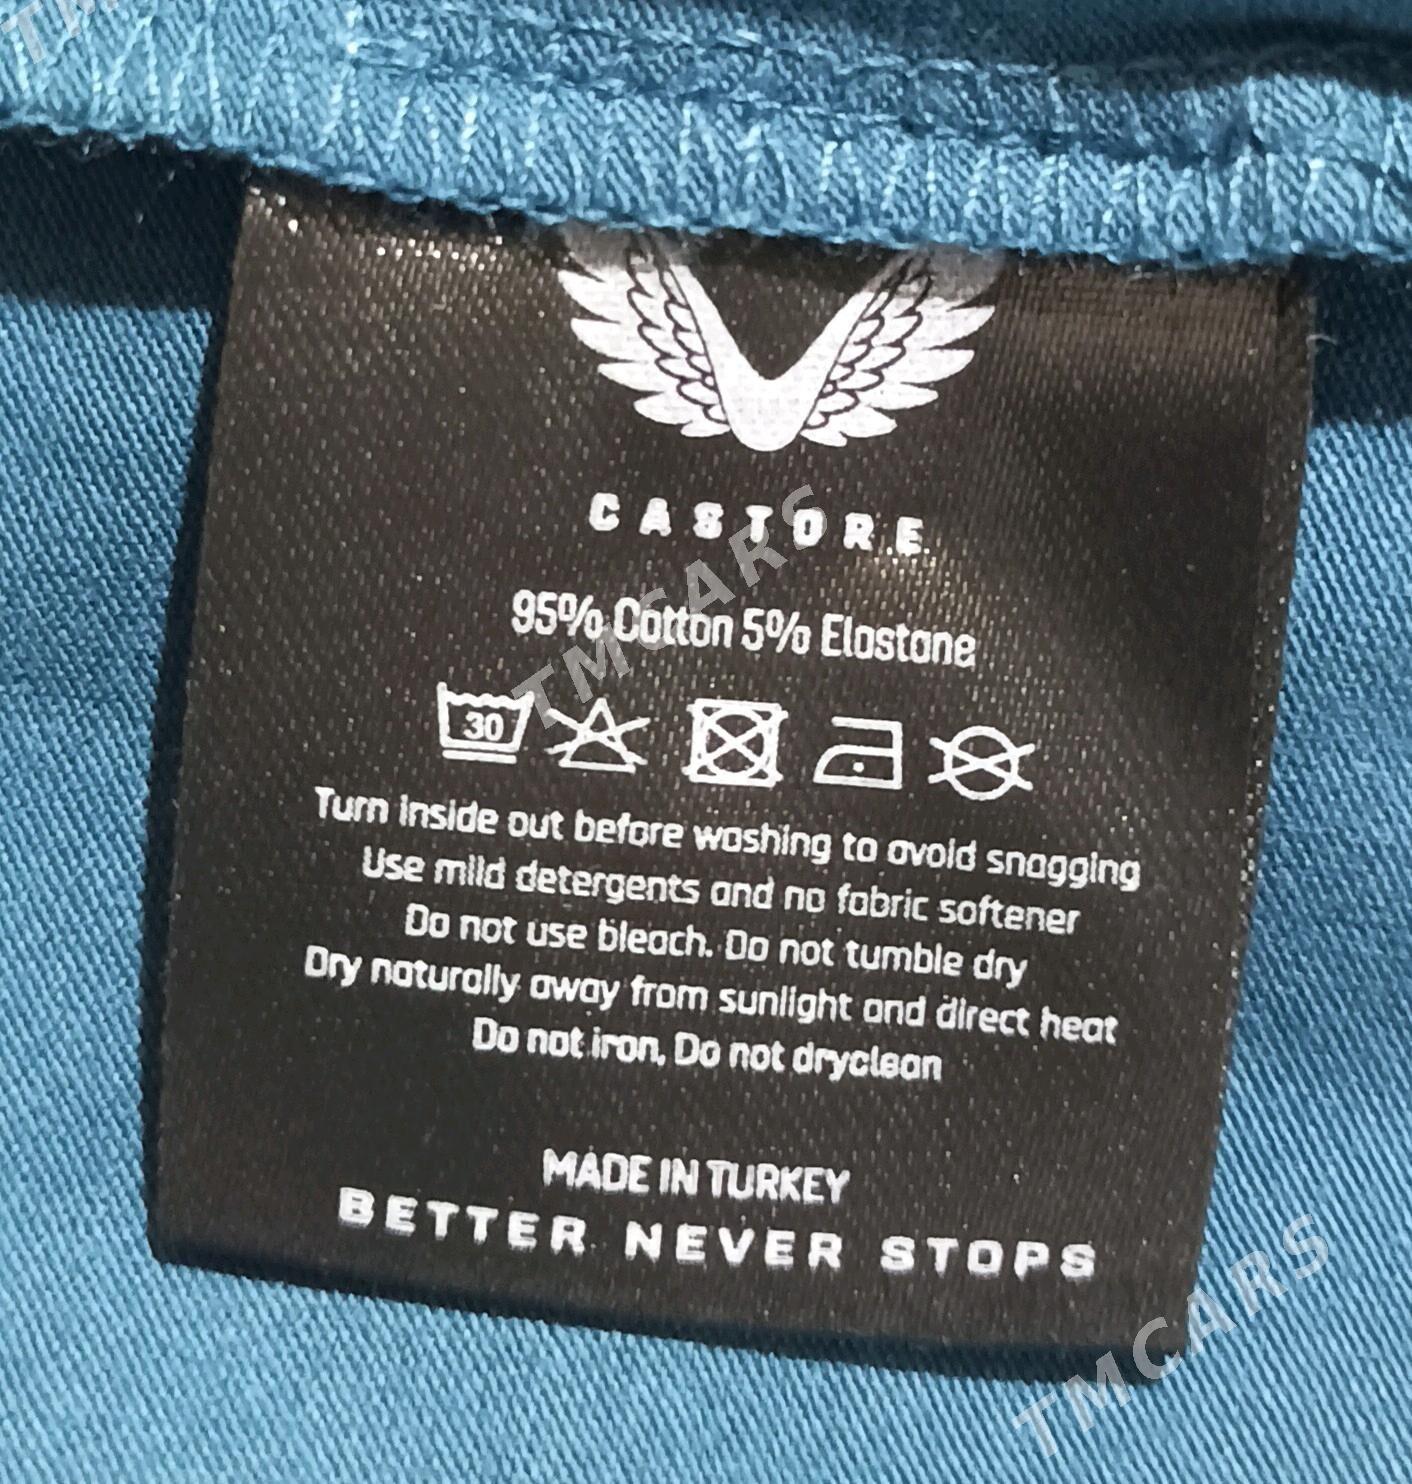 CASTORE
95% Cotton 5% Elastane
30
Turn inside out before washing to avoid snagging
Use mild detergents and no fabric softener
Do not use bleach. Do not tumble dry
Dry naturally away from sunlight and direct heat
Do not iron, Do not dryclean
MADE IN TURKEY
BETTER NEVER STOPS
TMCARS
TMCARS